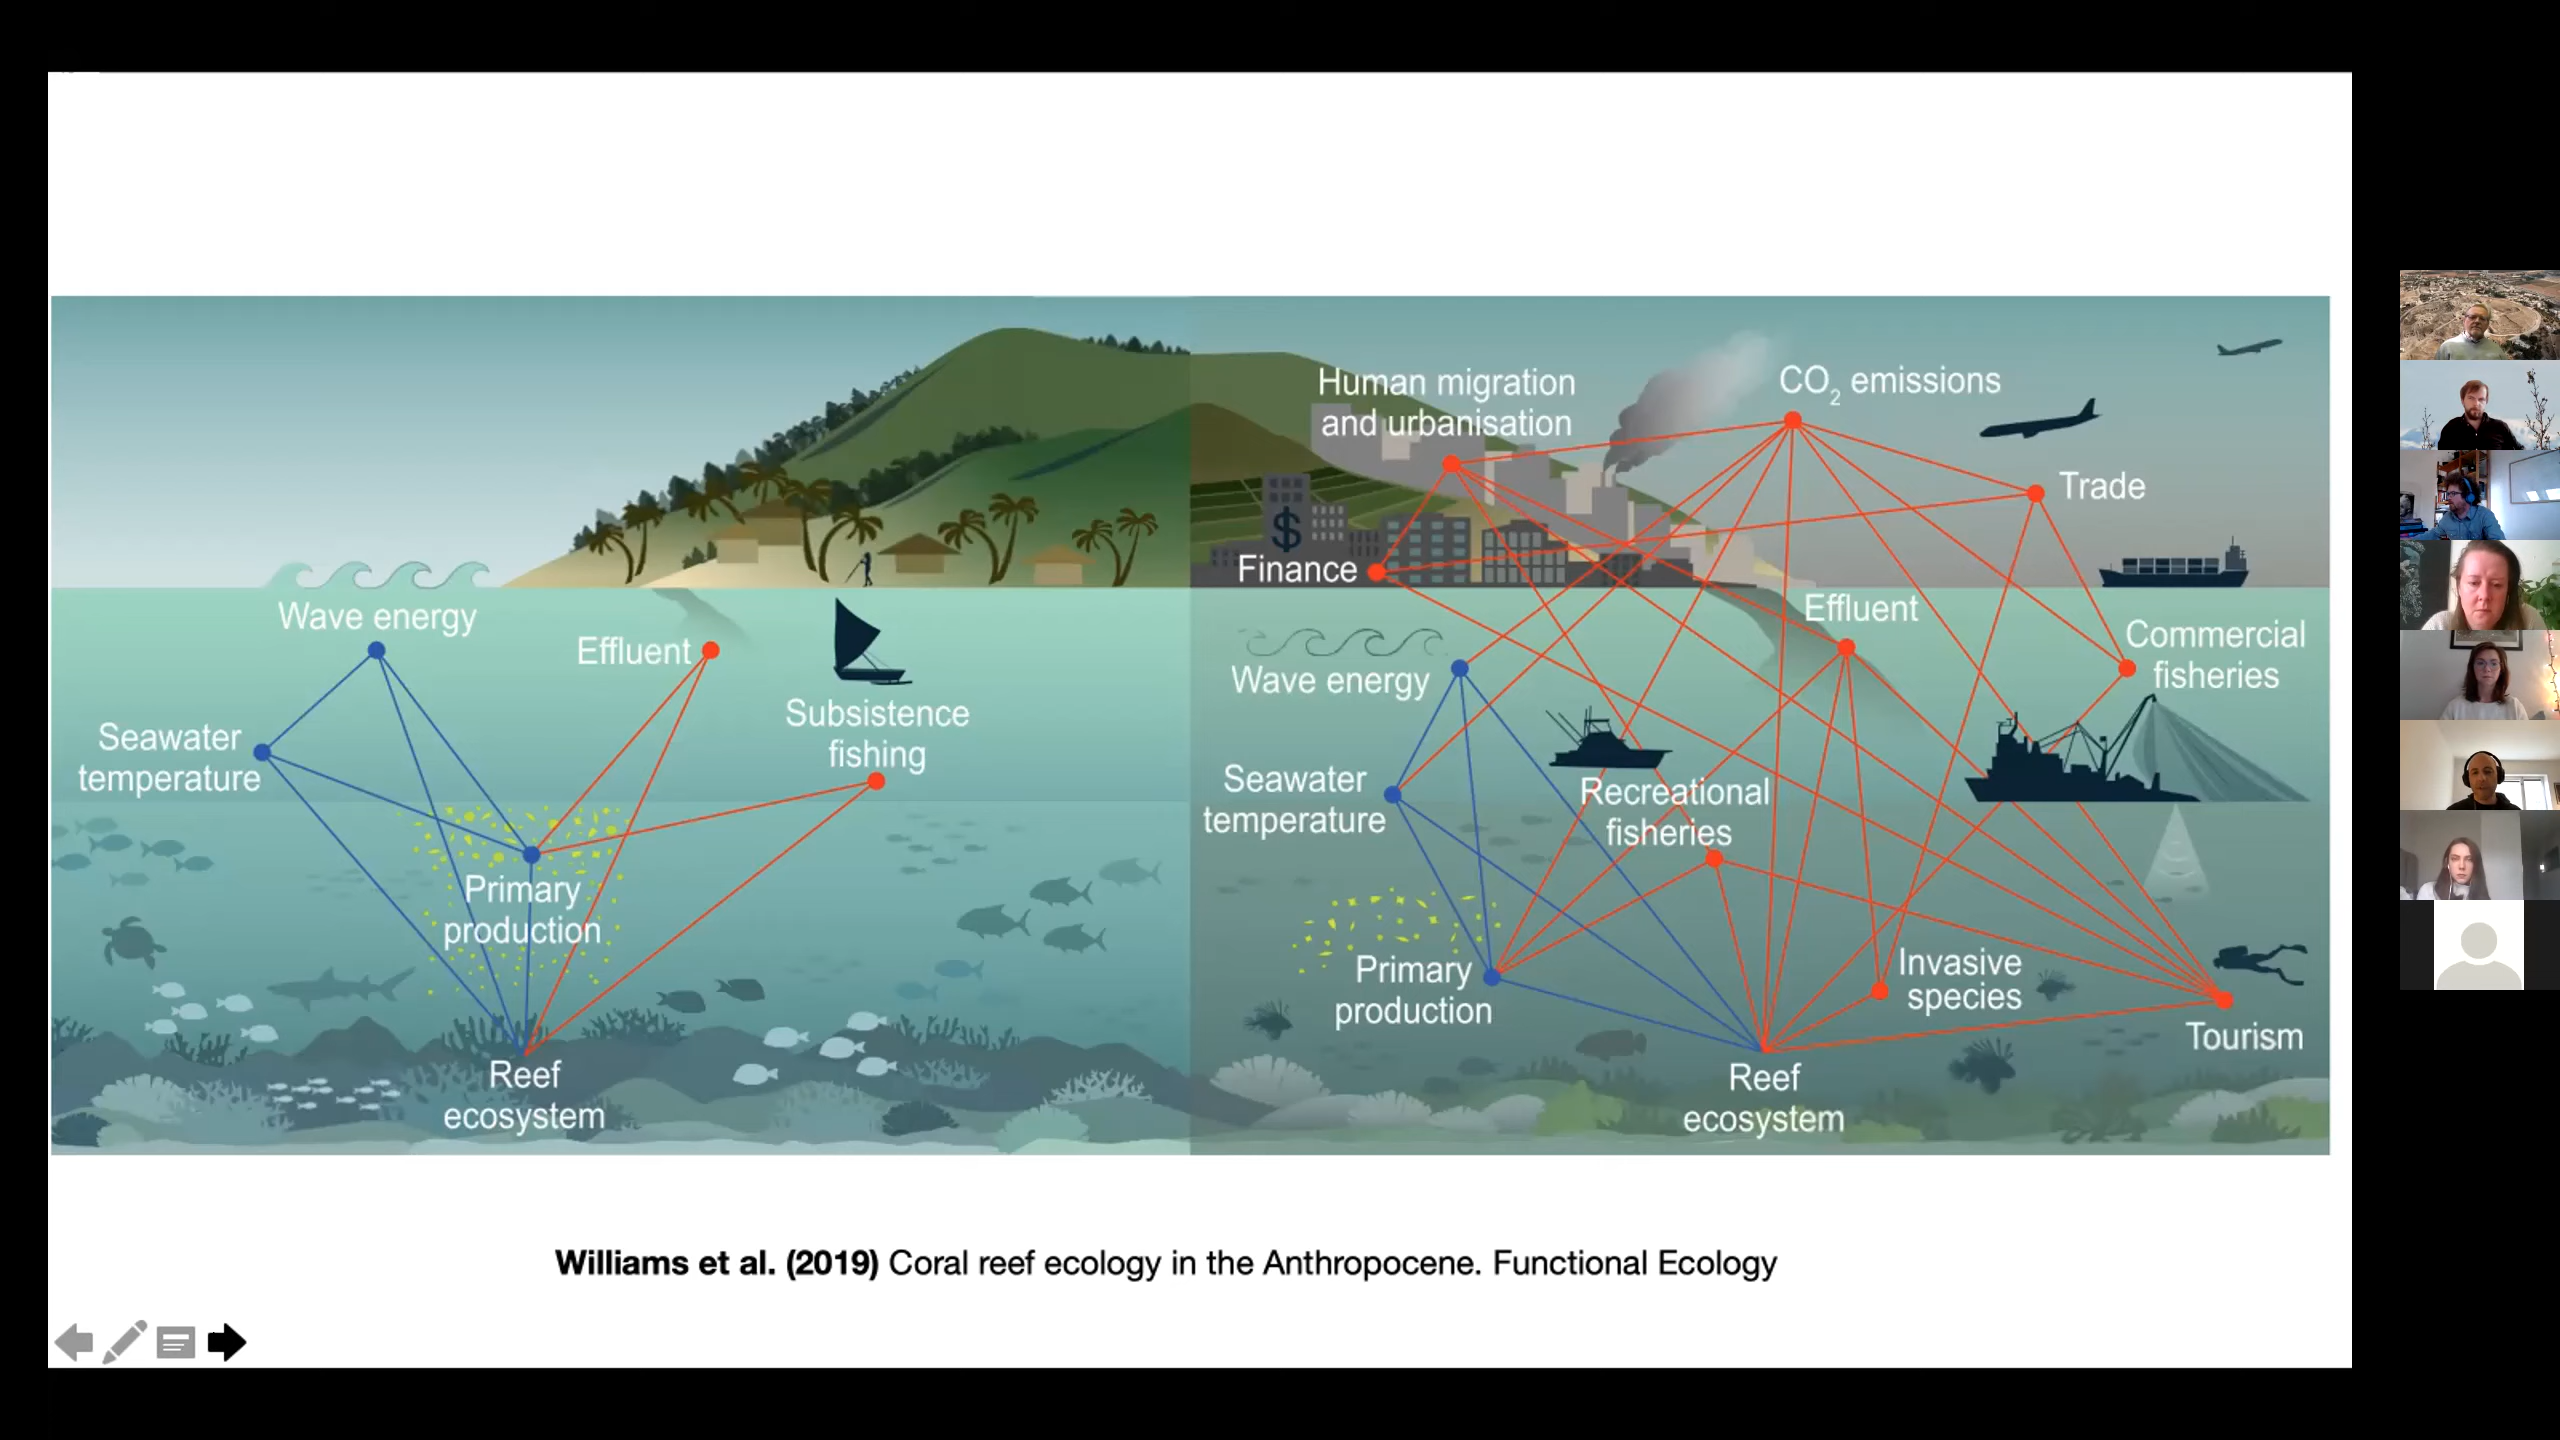 Wave energy
Effluent
Subsistence
fishing
Seawater
temperature
Primary
production
Reef
ecosystem
Human migration
and urbanisation
CO₂ emissions
Trade
$
Finance
Effluent
Commercial
fisheries
Wave energy
Seawater
temperature
Recreational
fisheries
Primary
production
Invasive
species
Tourism
Reef
ecosystem
Williams et al. (2019) Coral reef ecology in the Anthropocene. Functional Ecology